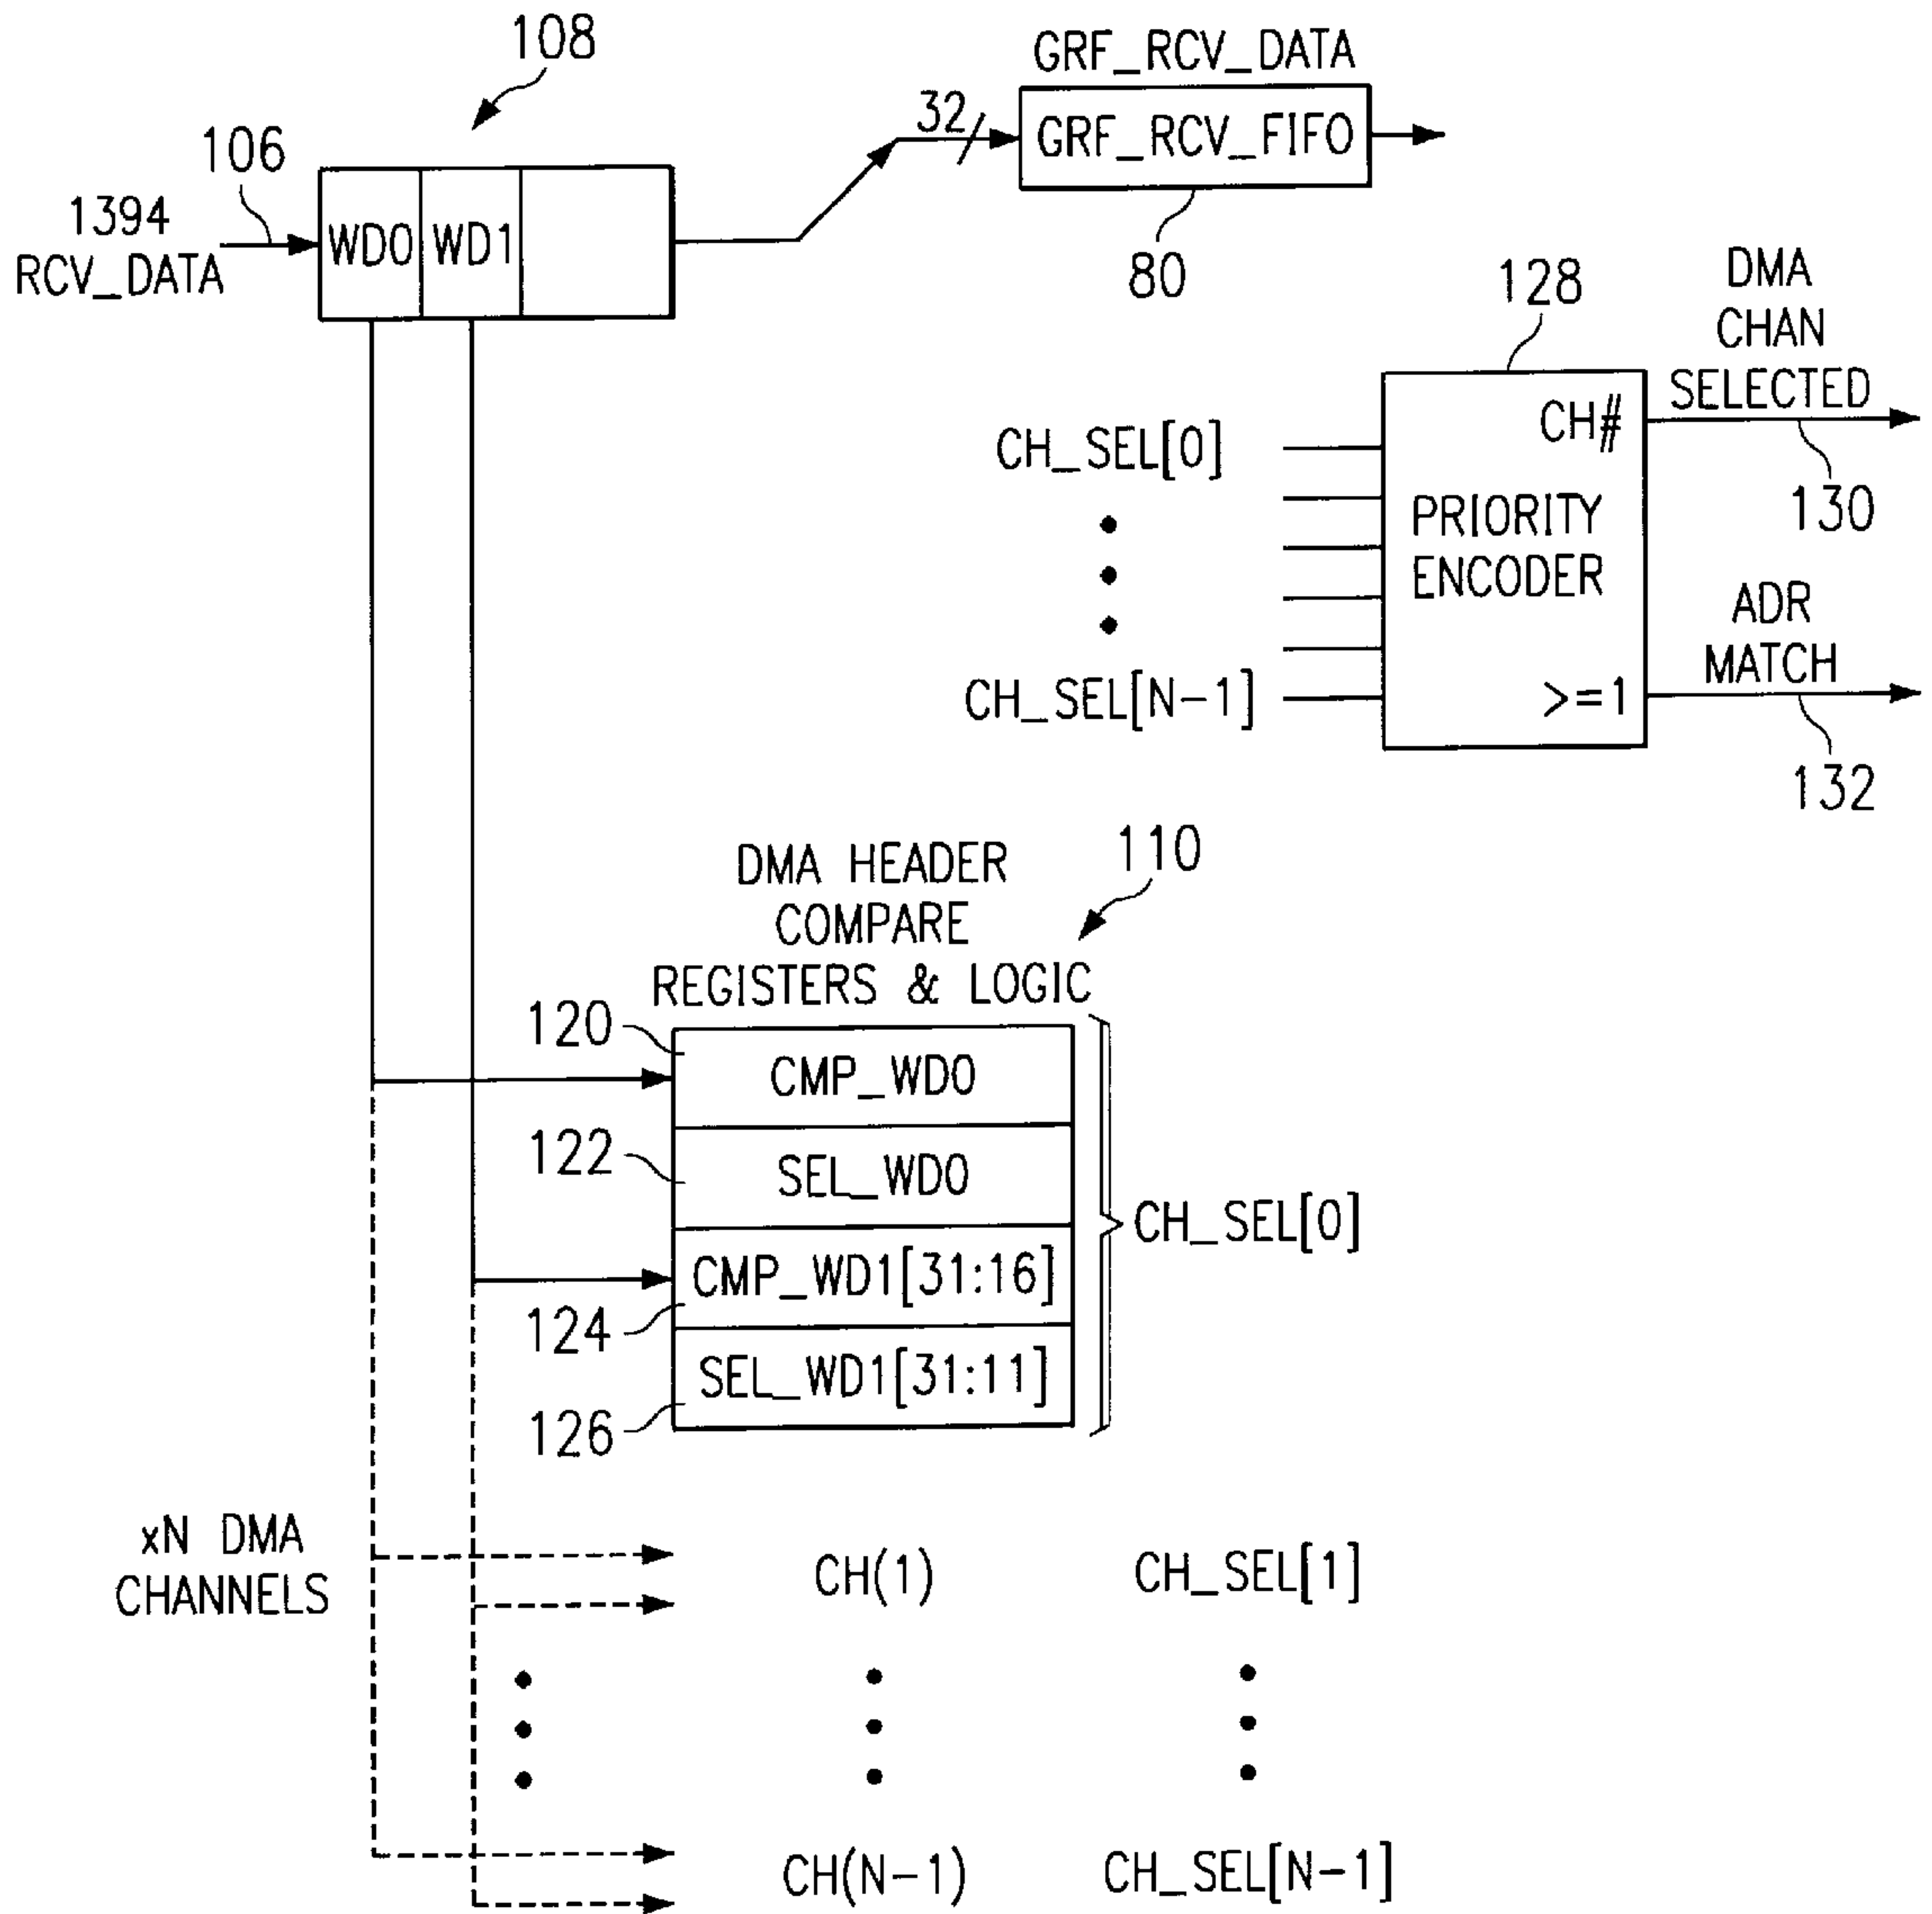 108
GRF_RCV_DATA
106
32
GRF_RCV_FIFO
1394
RCV_DATA
WD0
WD1
80
128
DMA
CHAN
SELECTED
CH#
CH_SEL[0]
130
PRIORITY
ENCODER
ADR
MATCH
CH_SEL[N-1]
>=1
132
DMA HEADER
COMPARE
REGISTERS & LOGIC
110
120
CMP_WD0
122
SEL_WD0
CH_SEL[0]
CMP_WD1[31:16]
124
SEL_WD1[31:11]
126
xN DMA
CHANNELS
CH(1)
CH_SEL[1]
CH(N-1)
CH_SEL[N-1]